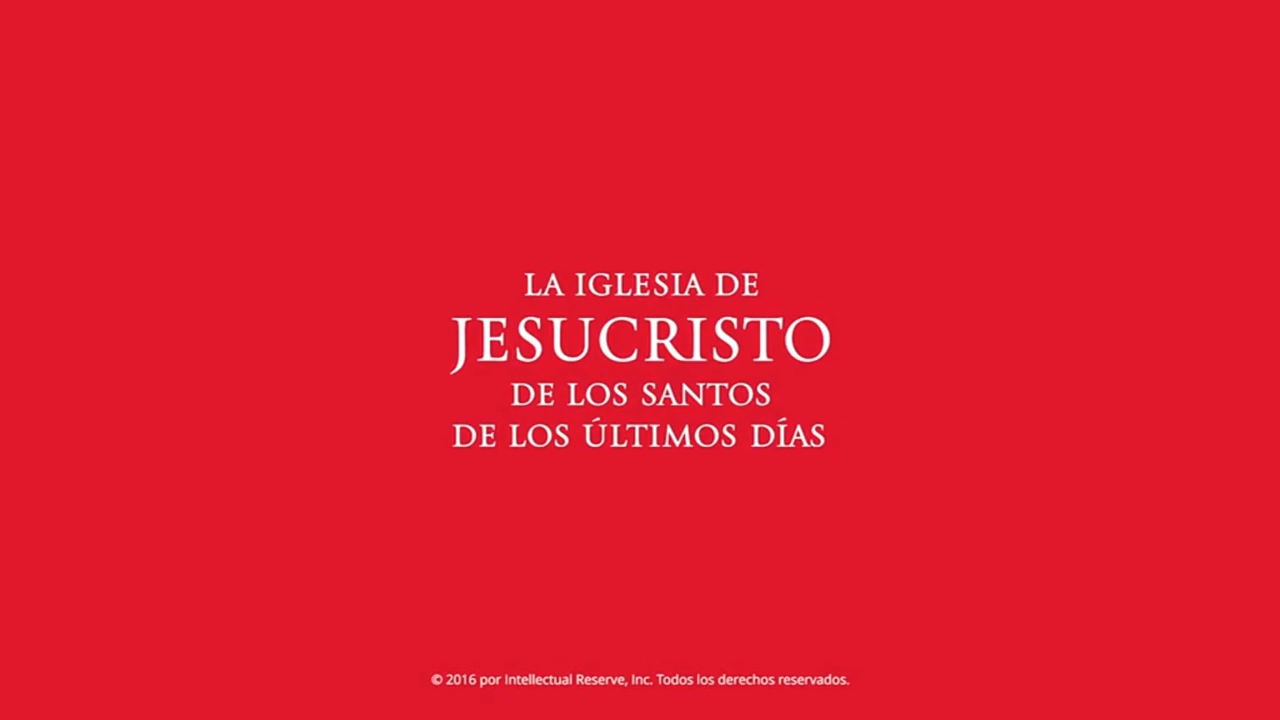 LA IGLESIA DE
JESUCRISTO
DE LOS SANTOS
DE LOS ÚLTIMOS DÍAS
© 2016 por Intellectual Reserve, Inc. Todos los derechos reservados.